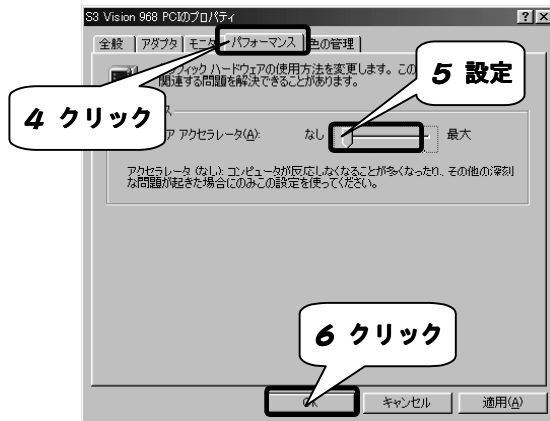 S3 Vision 968 PCIのプロパティ
全般 アダプタ モニタ パフォーマンス 色の管理
ハードウェアの使用方法を変更します。この
関連する問題を解決できることがあります。
5 設定
4 クリック
アクセラレータ(A): なし 最大
アクセラレータ (なし): コンピュータが反応しなくなることが多くなったり、その他の深刻
な問題が起きた場合にのみこの設定を使ってください。
6 クリック
OK キャンセル 適用(A)